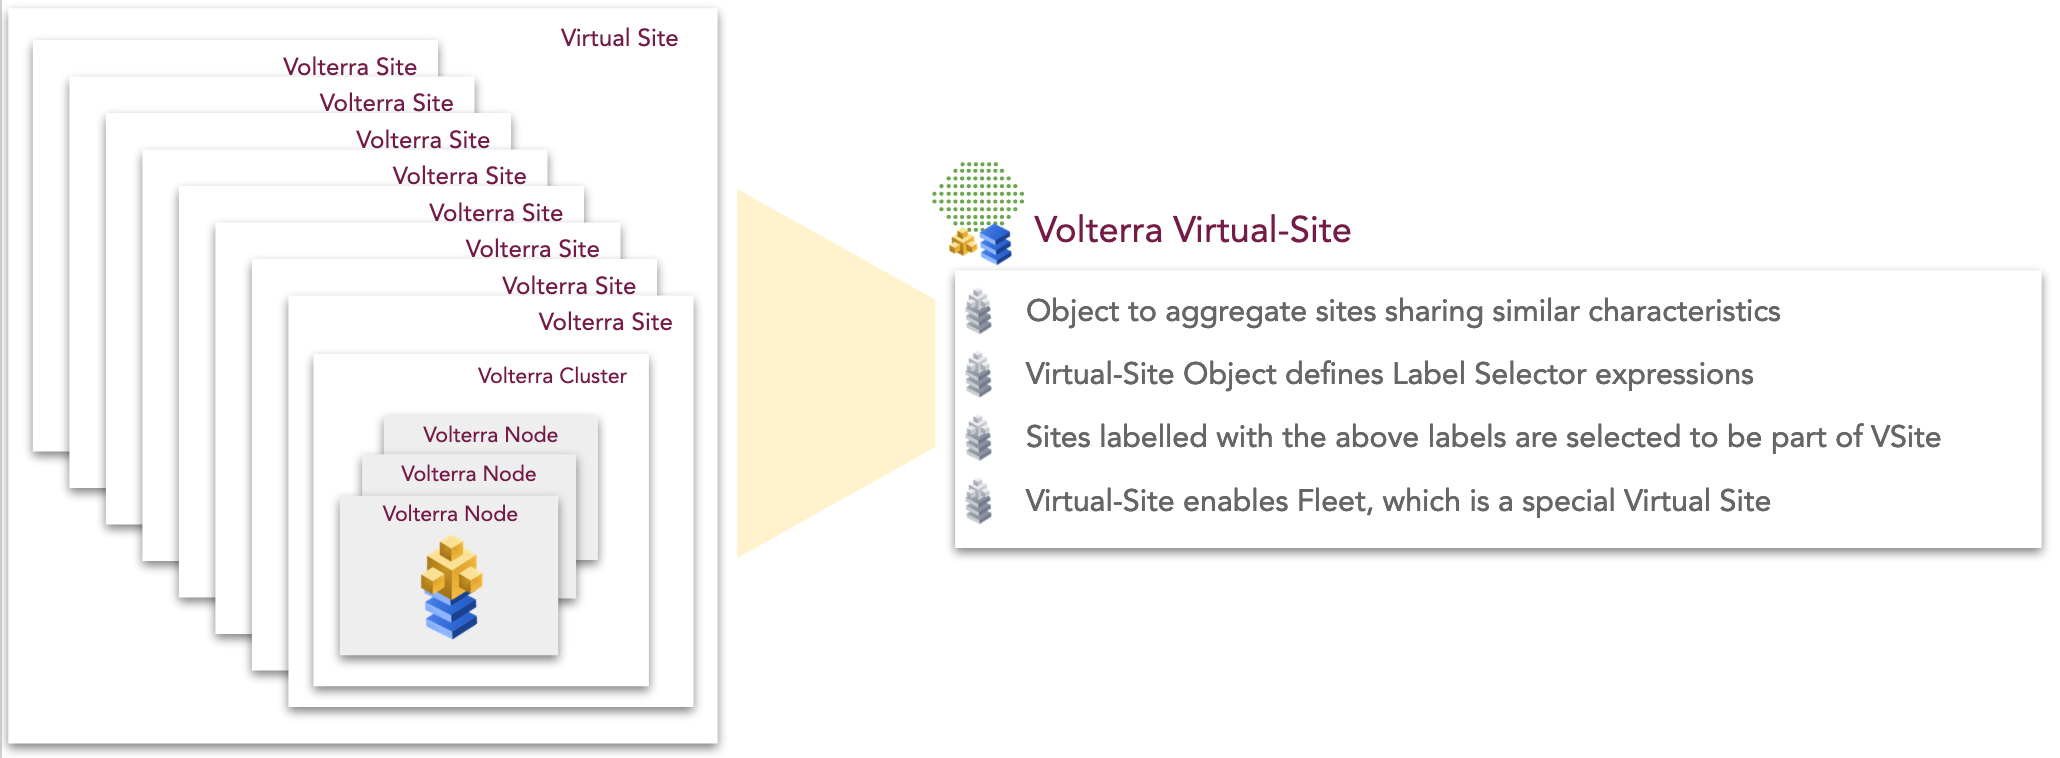 Virtual Site
Volterra Site
Volterra Site
Volterra Site
Volterra Site
Volterra Site
Volterra Site
Volterra Site
Volterra Site
Volterra Cluster
Volterra Node
Volterra Node
Volterra Node
Volterra Virtual-Site
Object to aggregate sites sharing similar characteristics
Virtual-Site Object defines Label Selector expressions
Sites labelled with the above labels are selected to be part of VSite
Virtual-Site enables Fleet, which is a special Virtual Site